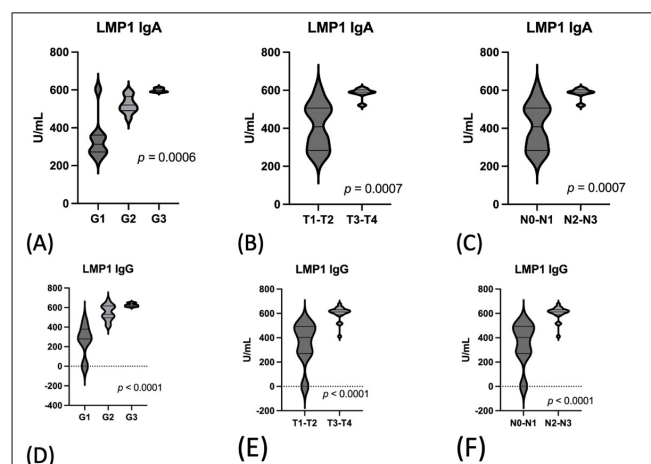 LMP1 IgA
800
600
400
200
0
U/mL
p = 0.0006
G1 G2 G3
(A)
LMP1 IgA
800
600
400
200
0
U/mL
p = 0.0007
T1-T2 T3-T4
(B)
LMP1 IgA
800
600
400
200
0
U/mL
p = 0.0007
N0-N1 N2-N3
(C)
LMP1 IgG
800
600
400
200
0
-200
400
U/mL
p < 0.0001
G1 G2 G3
(D)
LMP1 IgG
800
600
400
200
0
-200
U/mL
p < 0.0001
T1-T2 T3-T4
(E)
LMP1 IgG
800
600
400
200
0
-200
U/mL
p < 0.0001
N0-N1 N2-N3
(F)